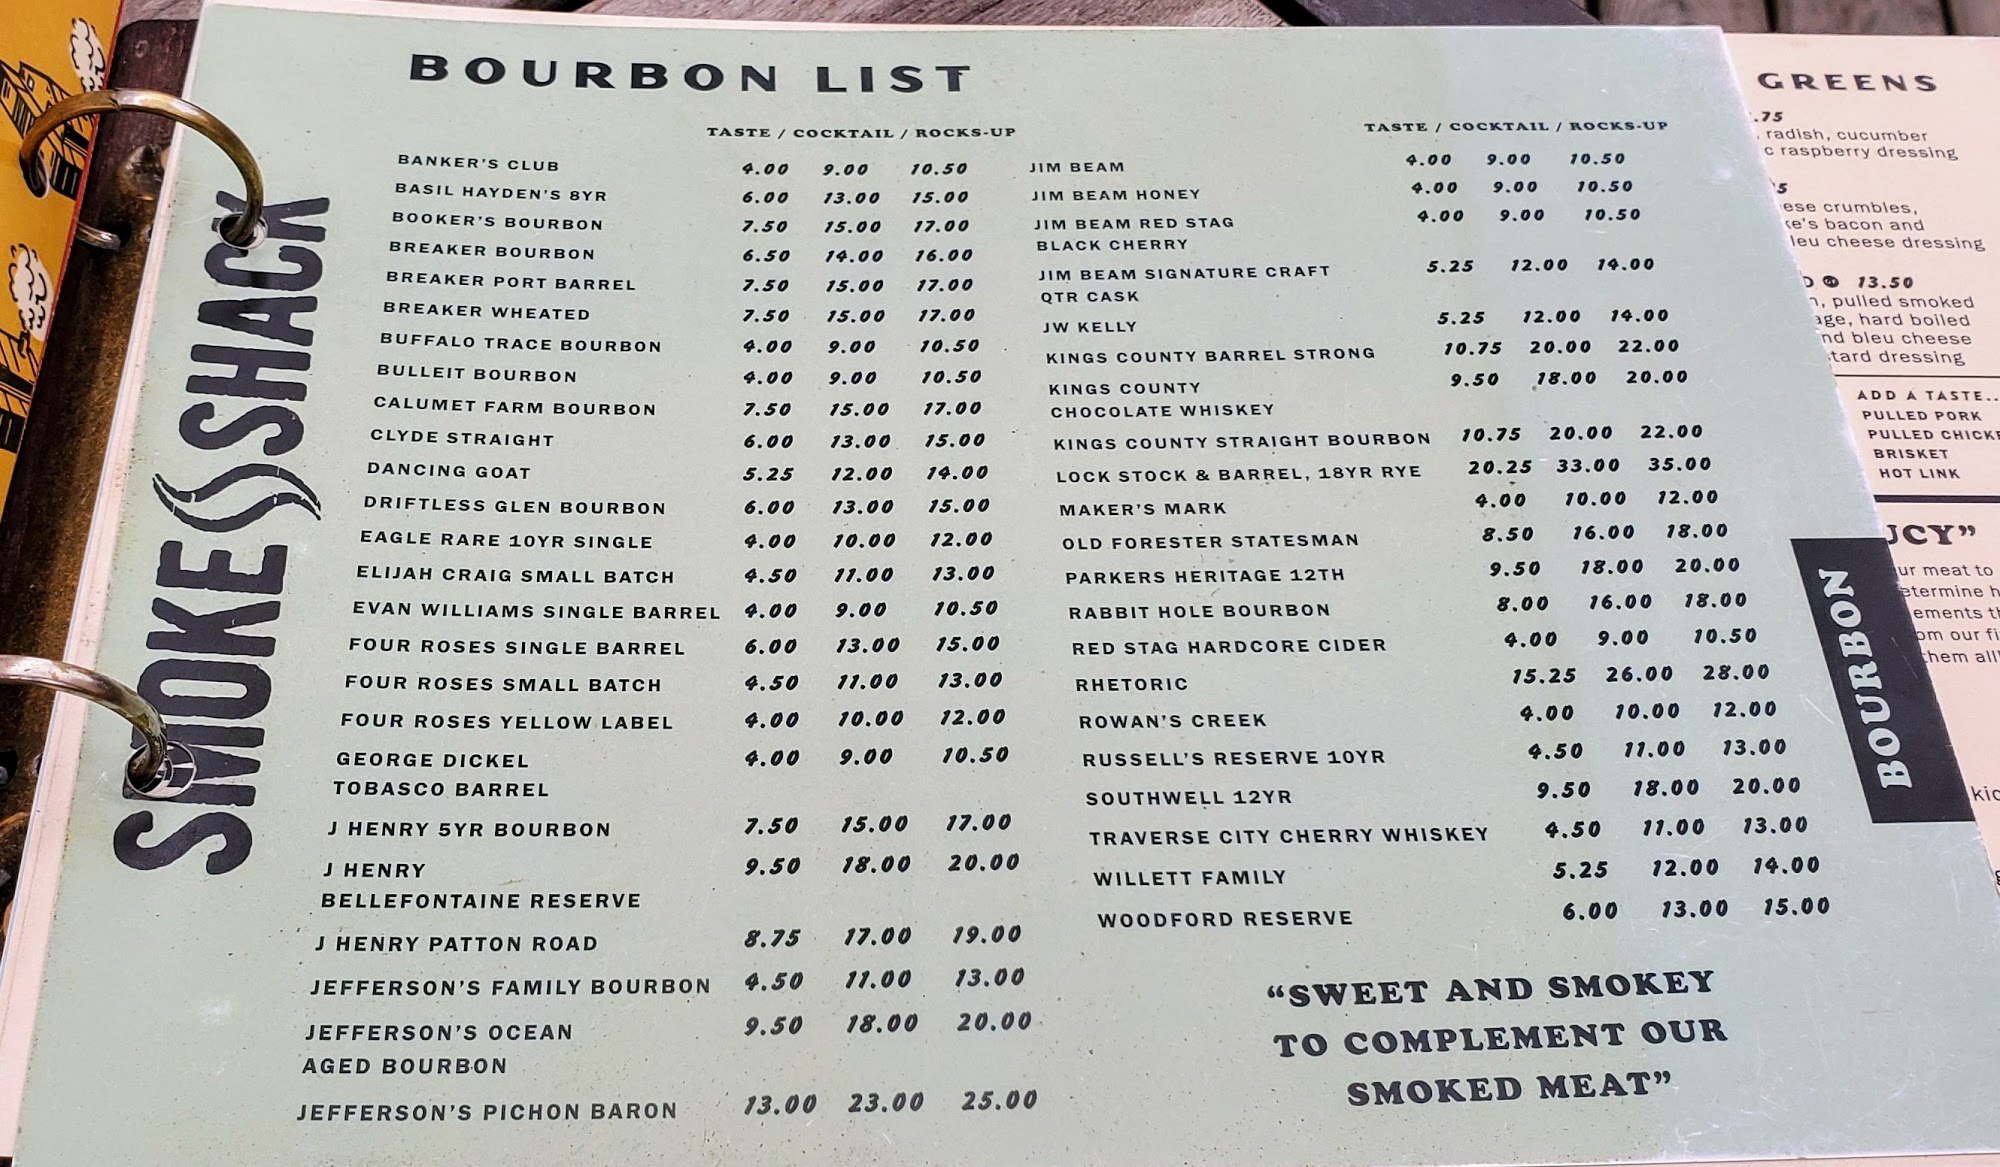 BOURBON LIST
SMOKE SHACK
TASTE / COCKTAIL / ROCKS-UP
BANKER'S CLUB 4.00 9.00 10.50
BASIL HAYDEN'S 8YR 6.00 13.00 15.00
BOOKER'S BOURBON 7.50 15.00 17.00
BREAKER BOURBON 6.50 14.00 16.00
BREAKER PORT BARREL 7.50 15.00 17.00
BREAKER WHEATED 7.50 15.00 17.00
BUFFALO TRACE BOURBON 4.00 9.00 10.50
BULLEIT BOURBON 4.00 9.00 10.50
CALUMET FARM BOURBON 7.50 15.00 17.00
CLYDE STRAIGHT 6.00 13.00 15.00
DANCING GOAT 5.25 12.00 14.00
DRIFTLESS GLEN BOURBON 6.00 13.00 15.00
EAGLE RARE 10YR SINGLE 4.00 10.00 12.00
ELIJAH CRAIG SMALL BATCH 4.50 11.00 13.00
EVAN WILLIAMS SINGLE BARREL 4.00 9.00 10.50
FOUR ROSES SINGLE BARREL 6.00 13.00 15.00
FOUR ROSES SMALL BATCH 4.50 11.00 13.00
FOUR ROSES YELLOW LABEL 4.00 10.00 12.00
GEORGE DICKEL 4.00 9.00 10.50
TOBASCO BARREL
J HENRY 5YR BOURBON 7.50 15.00 17.00
J HENRY 9.50 18.00 20.00
BELLEFONTAINE RESERVE
J HENRY PATTON ROAD 8.75 17.00 19.00
JEFFERSON'S FAMILY BOURBON 4.50 11.00 13.00
JEFFERSON'S OCEAN 9.50 18.00 20.00
AGED BOURBON
JEFFERSON'S PICHON BARON 13.00 23.00 25.00
TASTE / COCKTAIL / ROCKS-UP
JIM BEAM 4.00 9.00 10.50
JIM BEAM HONEY 4.00 9.00 10.50
JIM BEAM RED STAG 4.00 9.00 10.50
BLACK CHERRY
JIM BEAM SIGNATURE CRAFT 5.25 12.00 14.00
QTR CASK
JW KELLY 5.25 12.00 14.00
KINGS COUNTY BARREL STRONG 10.75 20.00 22.00
KINGS COUNTY 9.50 18.00 20.00
CHOCOLATE WHISKEY
KINGS COUNTY STRAIGHT BOURBON 10.75 20.00 22.00
LOCK STOCK & BARREL, 18YR RYE 20.25 33.00 35.00
MAKER'S MARK 4.00 10.00 12.00
OLD FORESTER STATESMAN 8.50 16.00 18.00
PARKERS HERITAGE 12TH 9.50 18.00 20.00
RABBIT HOLE BOURBON 8.00 16.00 18.00
RED STAG HARDCORE CIDER 4.00 9.00 10.50
RHETORIC 15.25 26.00 28.00
ROWAN'S CREEK 4.00 10.00 12.00
RUSSELL'S RESERVE 10YR 4.50 11.00 13.00
SOUTHWELL 12YR 9.50 18.00 20.00
TRAVERSE CITY CHERRY WHISKEY 4.50 11.00 13.00
WILLETT FAMILY 5.25 12.00 14.00
WOODFORD RESERVE 6.00 13.00 15.00
"SWEET AND SMOKEY
TO COMPLEMENT OUR
SMOKED MEAT"
BOURBON
GREENS
.75
, radish, cucumber
c raspberry dressing
5
ese crumbles,
ke's bacon and
leu cheese dressing
13.50
, pulled smoked
age, hard boiled
nd bleu cheese
tard dressing
ADD A TASTE..
PULLED PORK
PULLED CHICKE
BRISKET
HOT LINK
UCY"
ur meat to
etermine h
ements th
om our fi
them all
kic